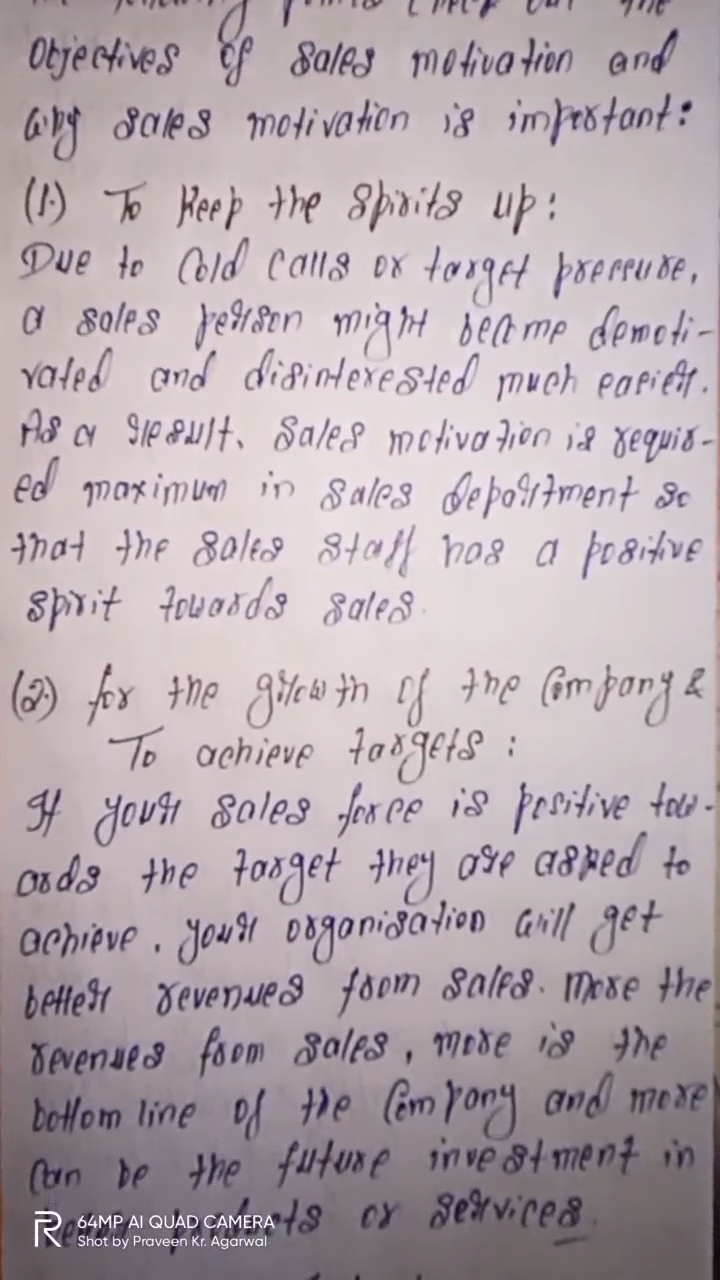 following points check out the
Objectives of sales motivation and
why sales motivation is important:
(1.) To keep the spirits up:
Due to cold calls or target pressure,
a sales person might become demoti-
vated and disinterested much easier.
As a result, sales motivation is requir-
ed maximum in sales department so
that the sales staff has a positive
spirit towards sales.
(2.) for the growth of the company &
To achieve targets:
If your sales force is positive tow-
ards the target they are asked to
achieve, your organisation will get
better revenues from sales. More the
revenues from sales, more is the
bottom line of the company and more
can be the future investment in
products or services.
64MP AI QUAD CAMERA
Shot by Praveen Kr. Agarwal